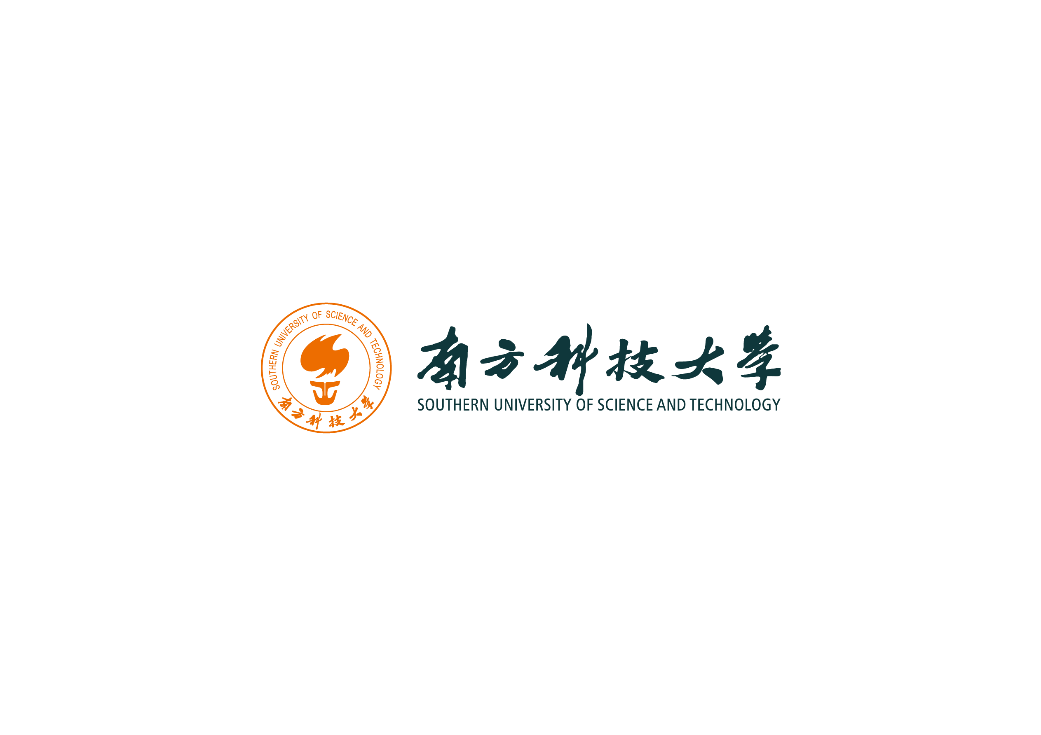 SOUTHERN UNIVERSITY OF SCIENCE AND TECHNOLOGY
南方科技大学
南方科技大学
SOUTHERN UNIVERSITY OF SCIENCE AND TECHNOLOGY